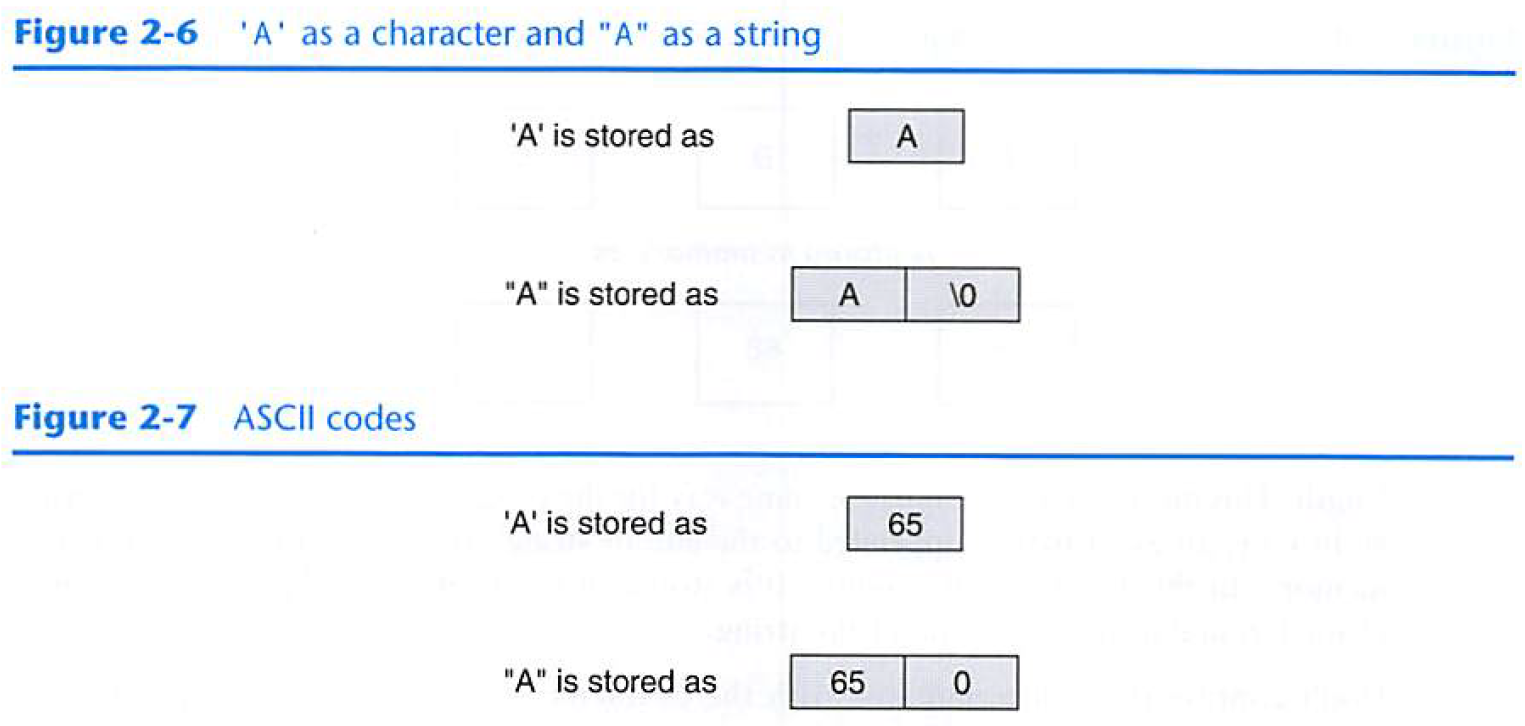 Figure 2-6 'A' as a character and "A" as a string
'A' is stored as A
"A" is stored as A \0
Figure 2-7 ASCII codes
'A' is stored as 65
"A" is stored as 65 0